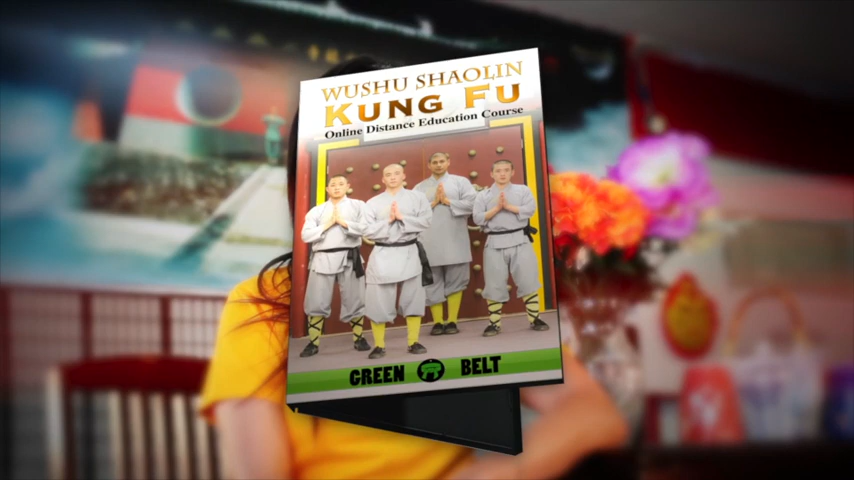 WUSHU SHAOLIN
KUNG FU
Online Distance Education Course
GREEN BELT